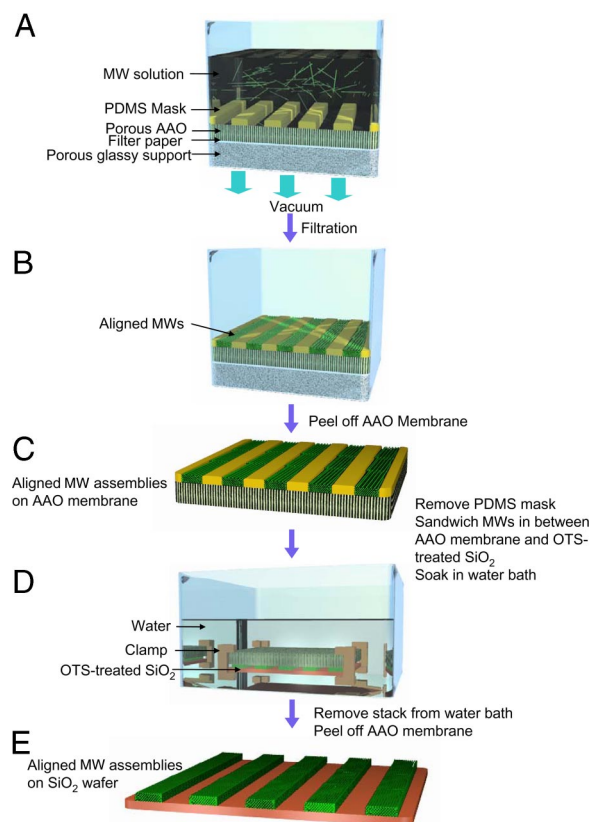 A
MW solution
PDMS Mask
Porous AAO
Filter paper
Porous glassy support
Vacuum
Filtration
B
Aligned MWs
Peel off AAO Membrane
C
Aligned MW assemblies
on AAO membrane
Remove PDMS mask
Sandwich MWs in between
AAO membrane and OTS-
treated SiO₂
Soak in water bath
D
Water
Clamp
OTS-treated SiO₂
Remove stack from water bath
Peel off AAO membrane
E
Aligned MW assemblies
on SiO₂ wafer